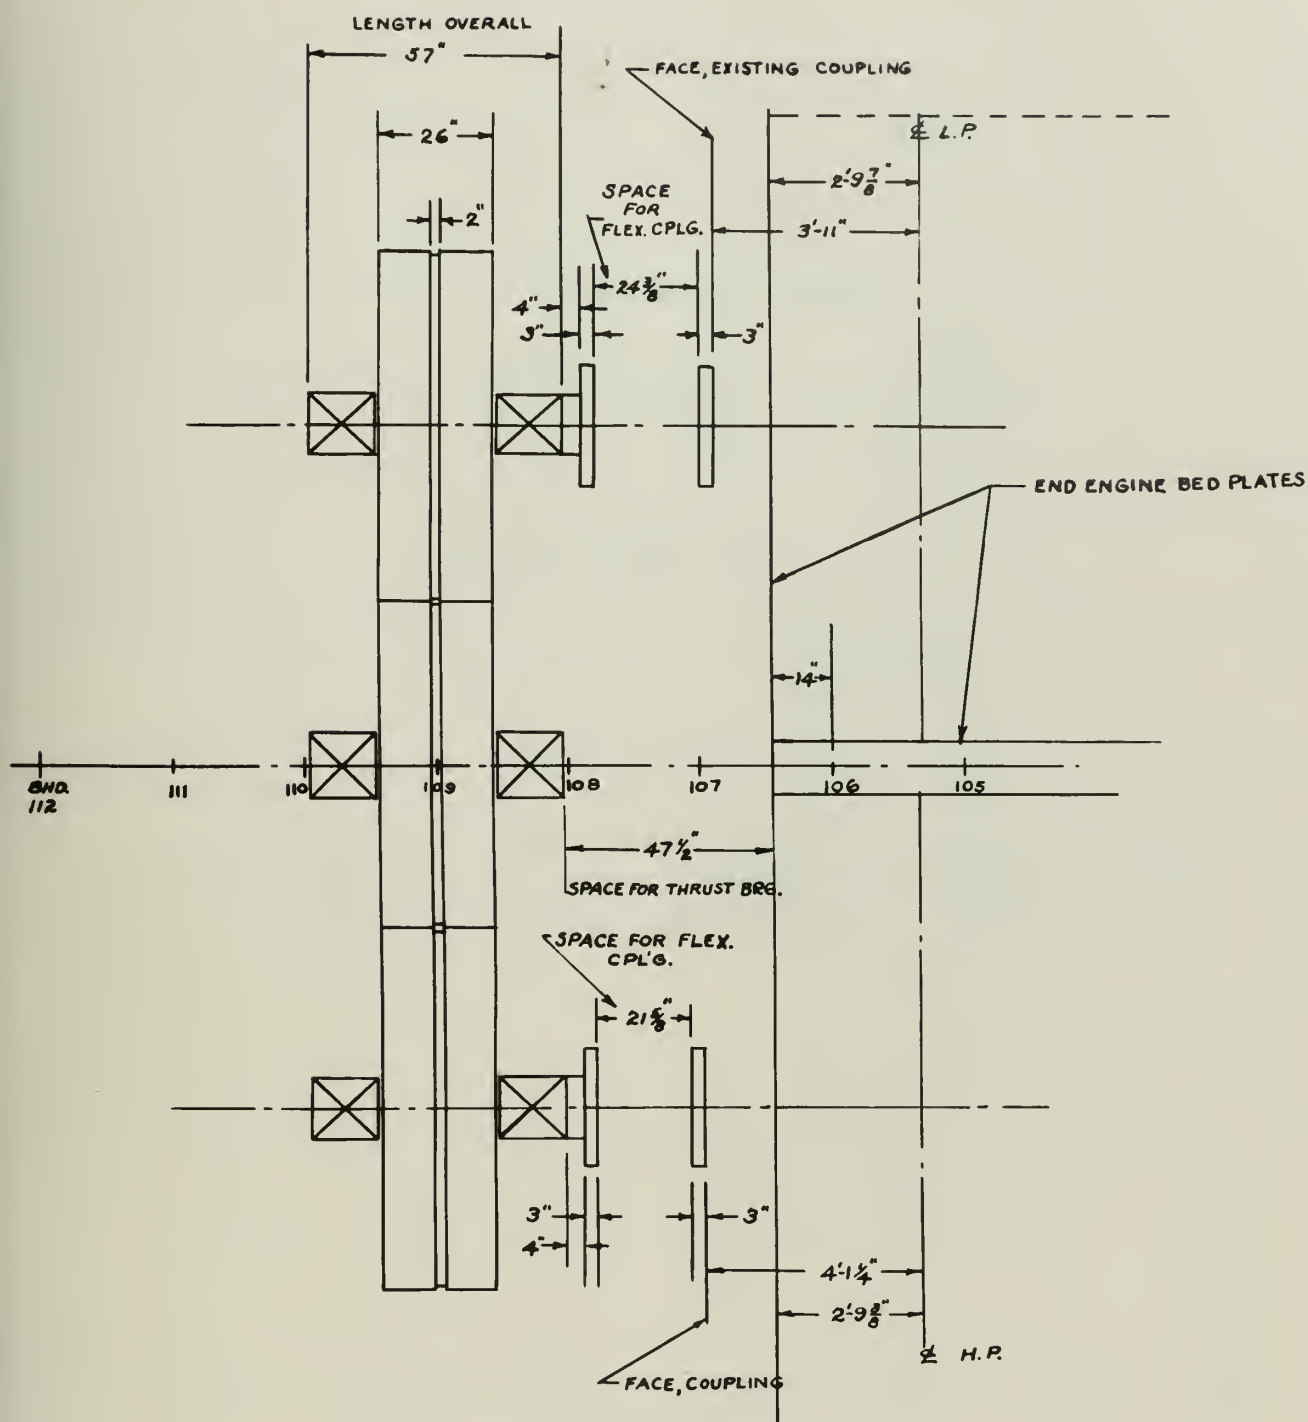 LENGTH OVERALL
57"
FACE, EXISTING COUPLING
26"
℄ L.P.
2'-9 7/8"
SPACE
FOR
FLEX. CPLG.
2"
3'-11"
24 3/8"
4"
3"
3"
END ENGINE BED PLATES
14"
BHD.
112
111
110
109
108
107
106
105
47 1/2"
SPACE FOR THRUST BRG.
SPACE FOR FLEX.
CPL'G.
21 5/8"
3"
3"
4"
4'-1 1/4"
2'-9 3/8"
℄ H.P.
FACE, COUPLING